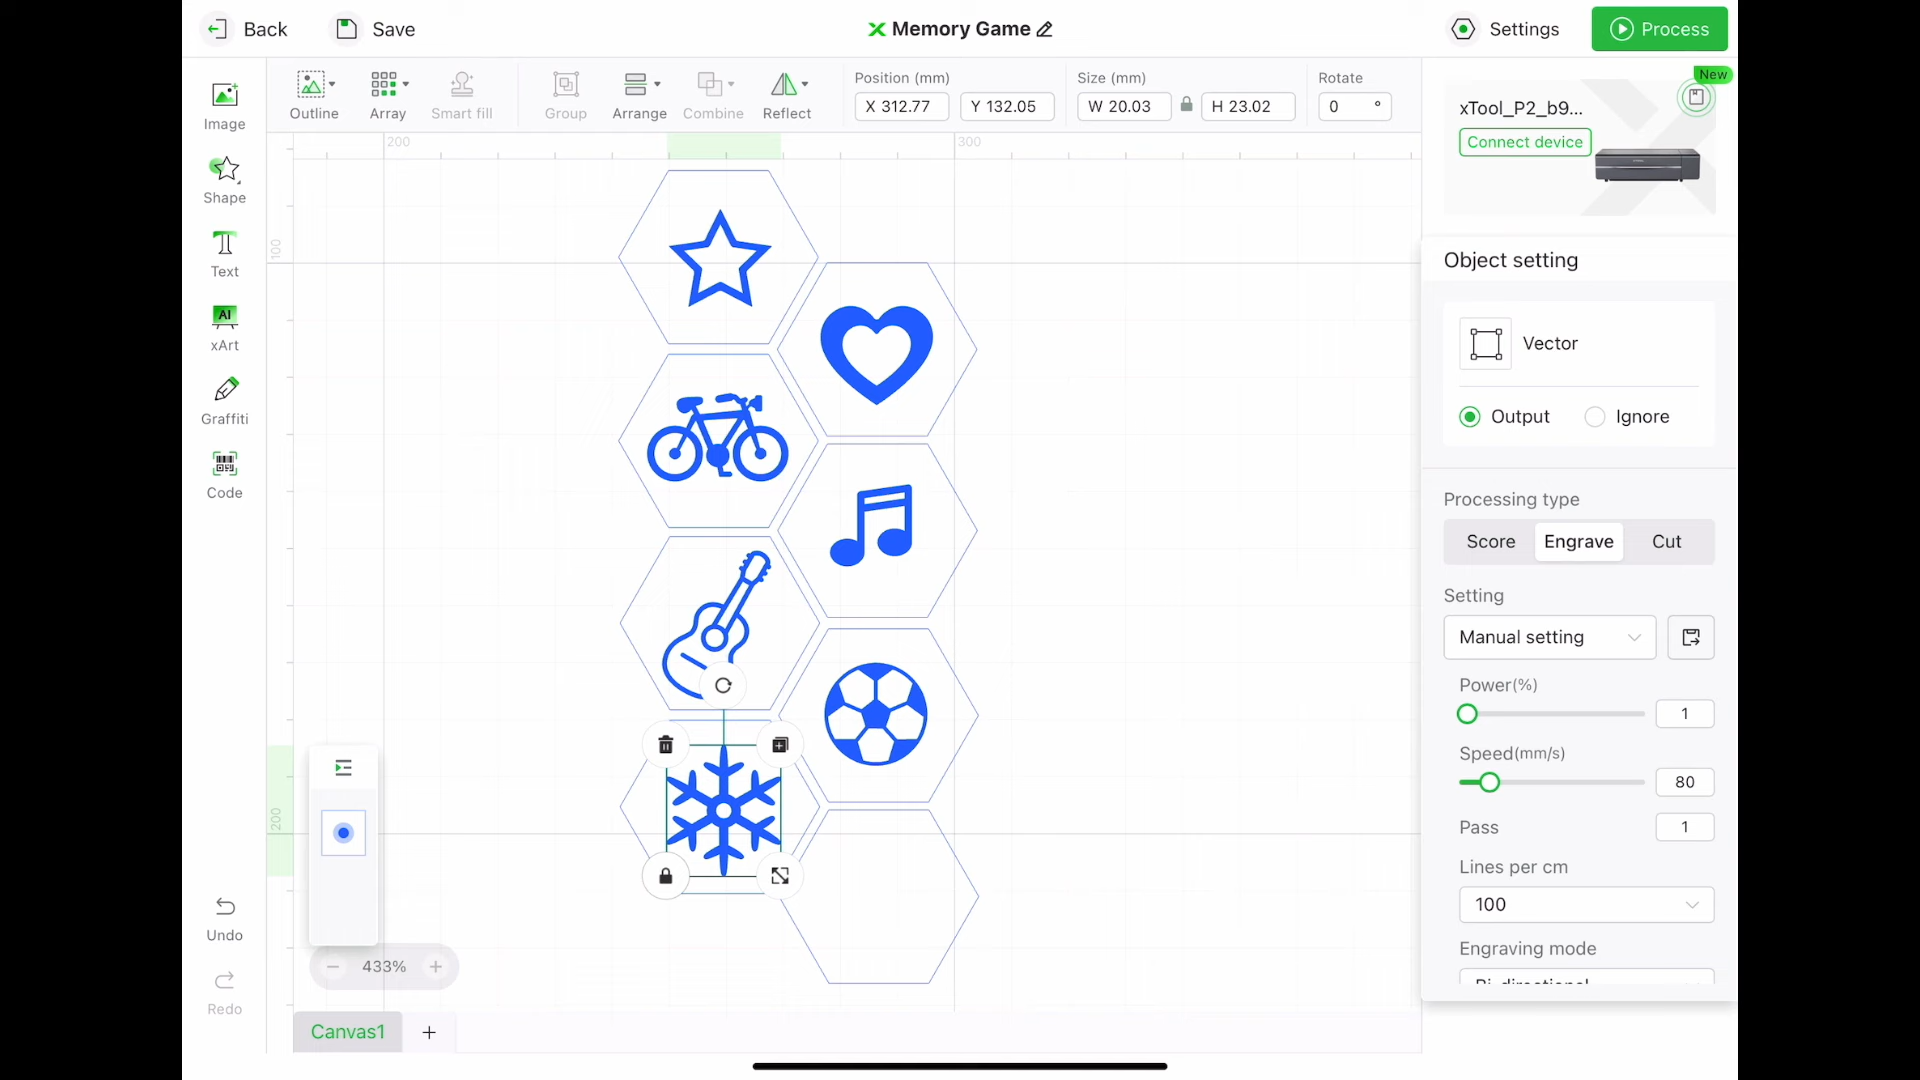 Back
Save
Memory Game
Settings
Process
Outline
Array
Smart fill
Group
Arrange
Combine
Reflect
Position (mm)
X 312.77
Y 132.05
Size (mm)
W 20.03
H 23.02
Rotate
0 °
New
xTool_P2_b9...
Connect device
Image
Shape
Text
AI
xArt
Graffiti
Code
Undo
Redo
200
300
100
200
433%
Canvas1
Object setting
Vector
Output
Ignore
Processing type
Score
Engrave
Cut
Setting
Manual setting
Power(%)
1
Speed(mm/s)
80
Pass
1
Lines per cm
100
Engraving mode
Bi-directional